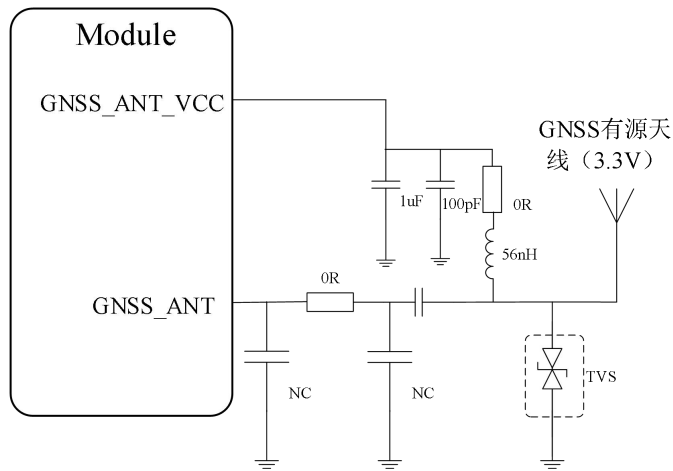 Module
GNSS_ANT_VCC
GNSS有源天
线（3.3V）
1uF
100pF
0R
56nH
0R
GNSS_ANT
NC
NC
TVS